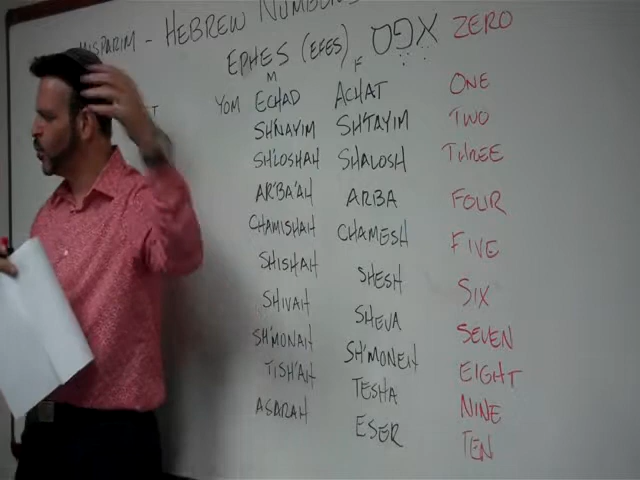 MISPARIM - HEBREW NUMBERS
EPHES (EFES) אפס ZERO
M F
YOM ECHAD ACHAT ONE
SHNAYIM SHTAYIM TWO
SH'LOSHAH SHALOSH THREE
AR'BA'AH ARBA FOUR
CHAMISHAH CHAMESH FIVE
SHISHAH SHESH SIX
SHIVAH SHEVA SEVEN
SH'MONAH SH'MONEH EIGHT
TISH'AH TESHA NINE
ASARAH ESER TEN